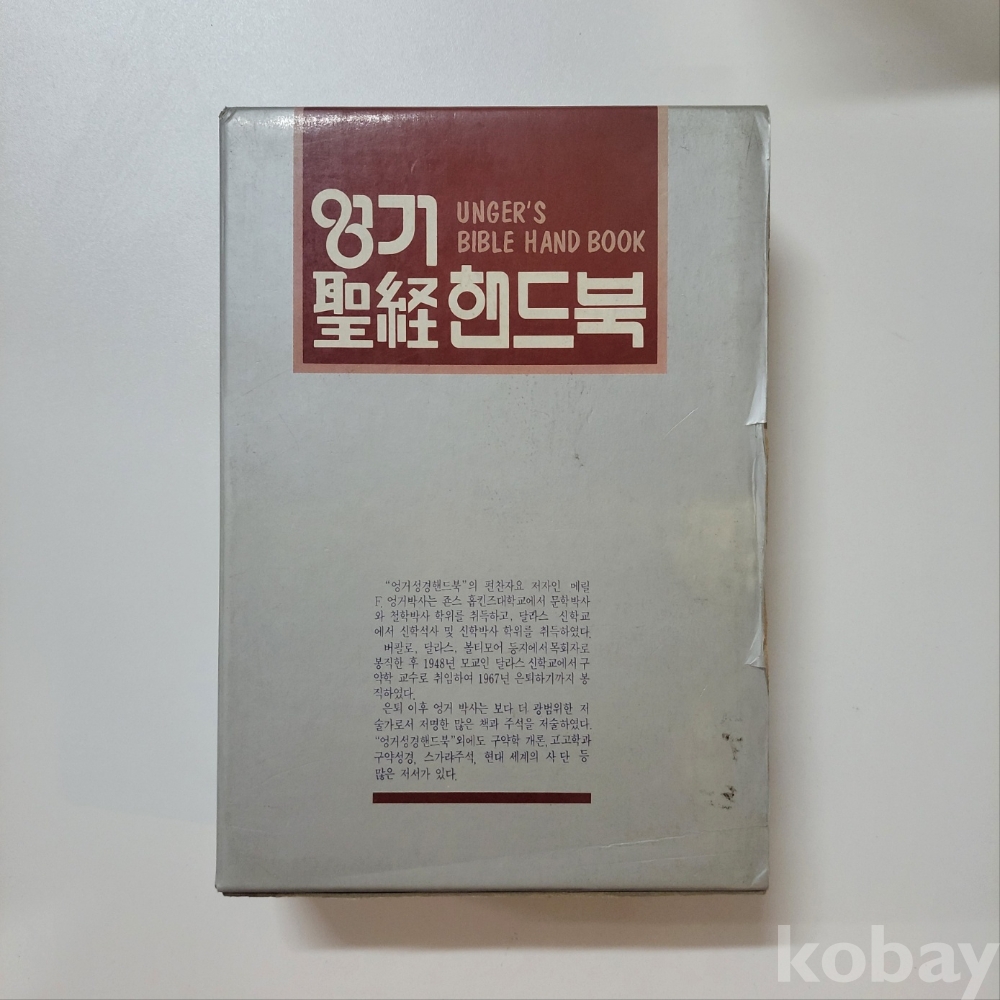 엉거
UNGER'S
BIBLE HAND BOOK
聖経 핸드북
"엉거성경핸드북"의 편찬자요 저자인 메릴
F. 엉거박사는 죤스 홉킨즈대학교에서 문학박사
와 철학박사 학위를 취득하고, 달라스 신학교
에서 신학석사 및 신학박사 학위를 취득하였다.
버팔로, 달라스, 볼티모어 등지에서 목회자로
봉직한 후 1948년 모교인 달라스 신학교에서 구
약학 교수로 취임하여 1967년 은퇴하기까지 봉
직하였다.
은퇴 이후 엉거 박사는 보다 더 광범위한 저
술가로서 저명한 많은 책과 주석을 저술하였다.
"엉거성경핸드북"외에도 구약학 개론, 고고학과
구약성경, 스가랴주석, 현대 세계의 사단 등
많은 저서가 있다.
kobay